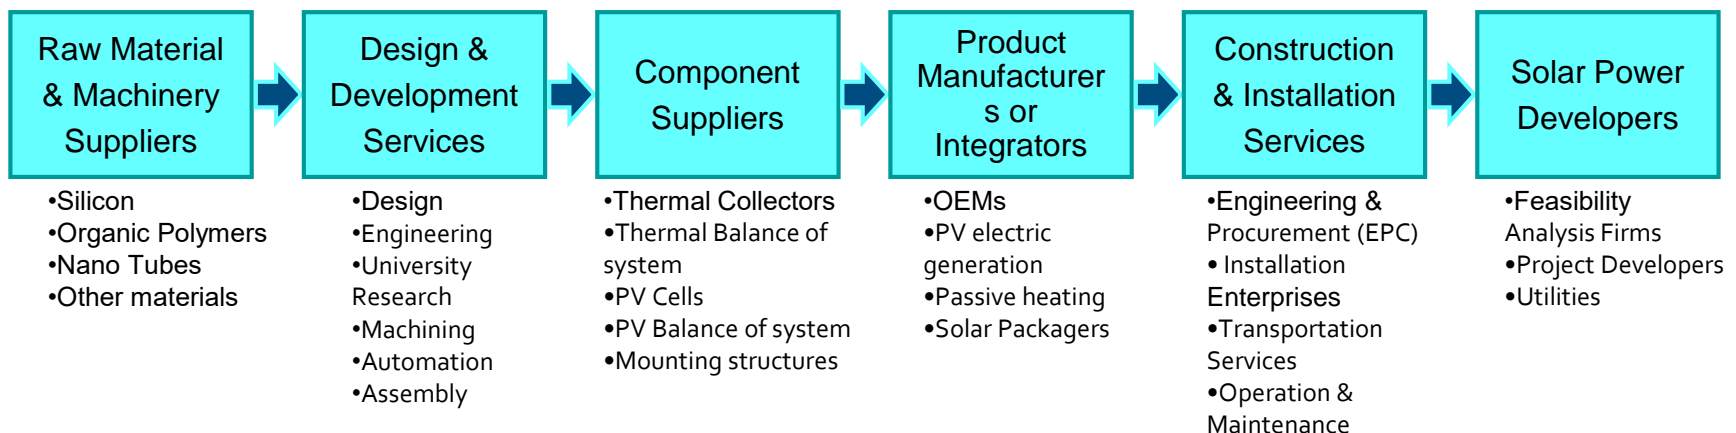 Raw Material
& Machinery
Suppliers
Design &
Development
Services
Component
Suppliers
Product
Manufacturer
s or
Integrators
Construction
& Installation
Services
Solar Power
Developers
•Silicon
•Organic Polymers
•Nano Tubes
•Other materials
•Design
•Engineering
•University
Research
•Machining
•Automation
•Assembly
•Thermal Collectors
•Thermal Balance of
system
•PV Cells
•PV Balance of system
•Mounting structures
•OEMs
•PV electric
generation
•Passive heating
•Solar Packagers
•Engineering &
Procurement (EPC)
• Installation
Enterprises
•Transportation
Services
•Operation &
Maintenance
•Feasibility
Analysis Firms
•Project Developers
•Utilities